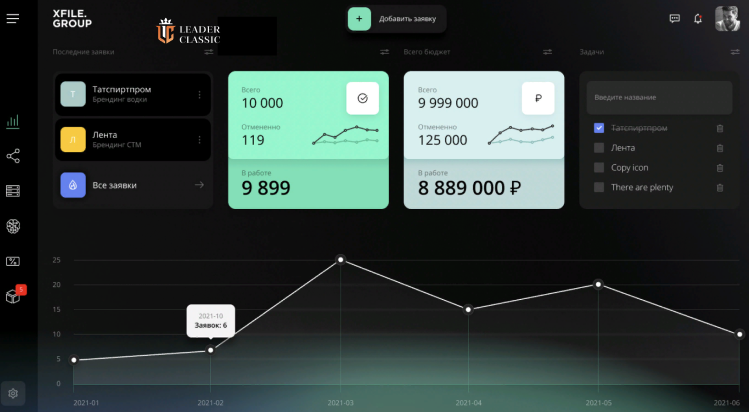 XFILE.
GROUP
LEADER
CLASSIC
+ Добавить заявку
Последние заявки
Всего бюджет
Задачи
Т
Татспиртпром
Брендинг водки
Л
Лента
Брендинг СТМ
Все заявки
Всего
10 000
Отмененно
119
В работе
9 899
Всего
9 999 000
₽
Отмененно
125 000
В работе
8 889 000 ₽
Введите название
Татспиртпром
Лента
Copy icon
There are plenty
5
25
20
15
10
5
0
2021-10
Заявок: 6
2021-01
2021-02
2021-03
2021-04
2021-05
2021-06